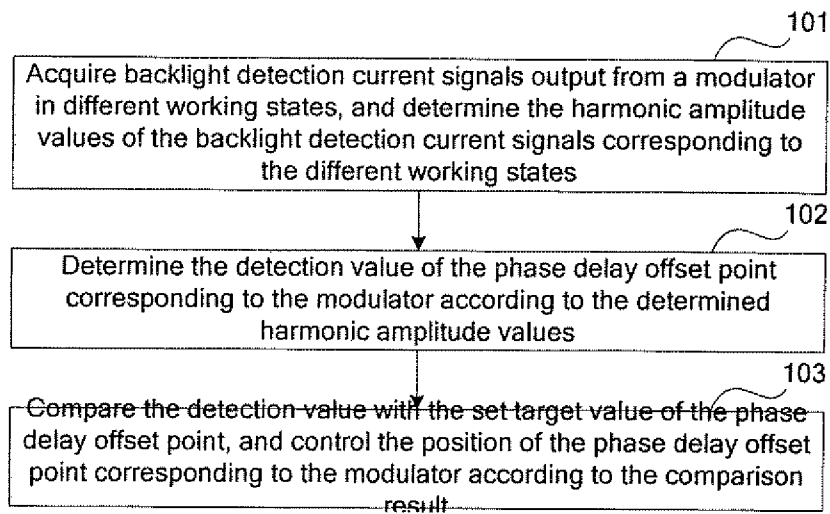 101
Acquire backlight detection current signals output from a modulator
in different working states, and determine the harmonic amplitude
values of the backlight detection current signals corresponding to
the different working states
102
Determine the detection value of the phase delay offset point
corresponding to the modulator according to the determined
harmonic amplitude values
103
Compare the detection value with the set target value of the phase
delay offset point, and control the position of the phase delay offset
point corresponding to the modulator according to the comparison
result